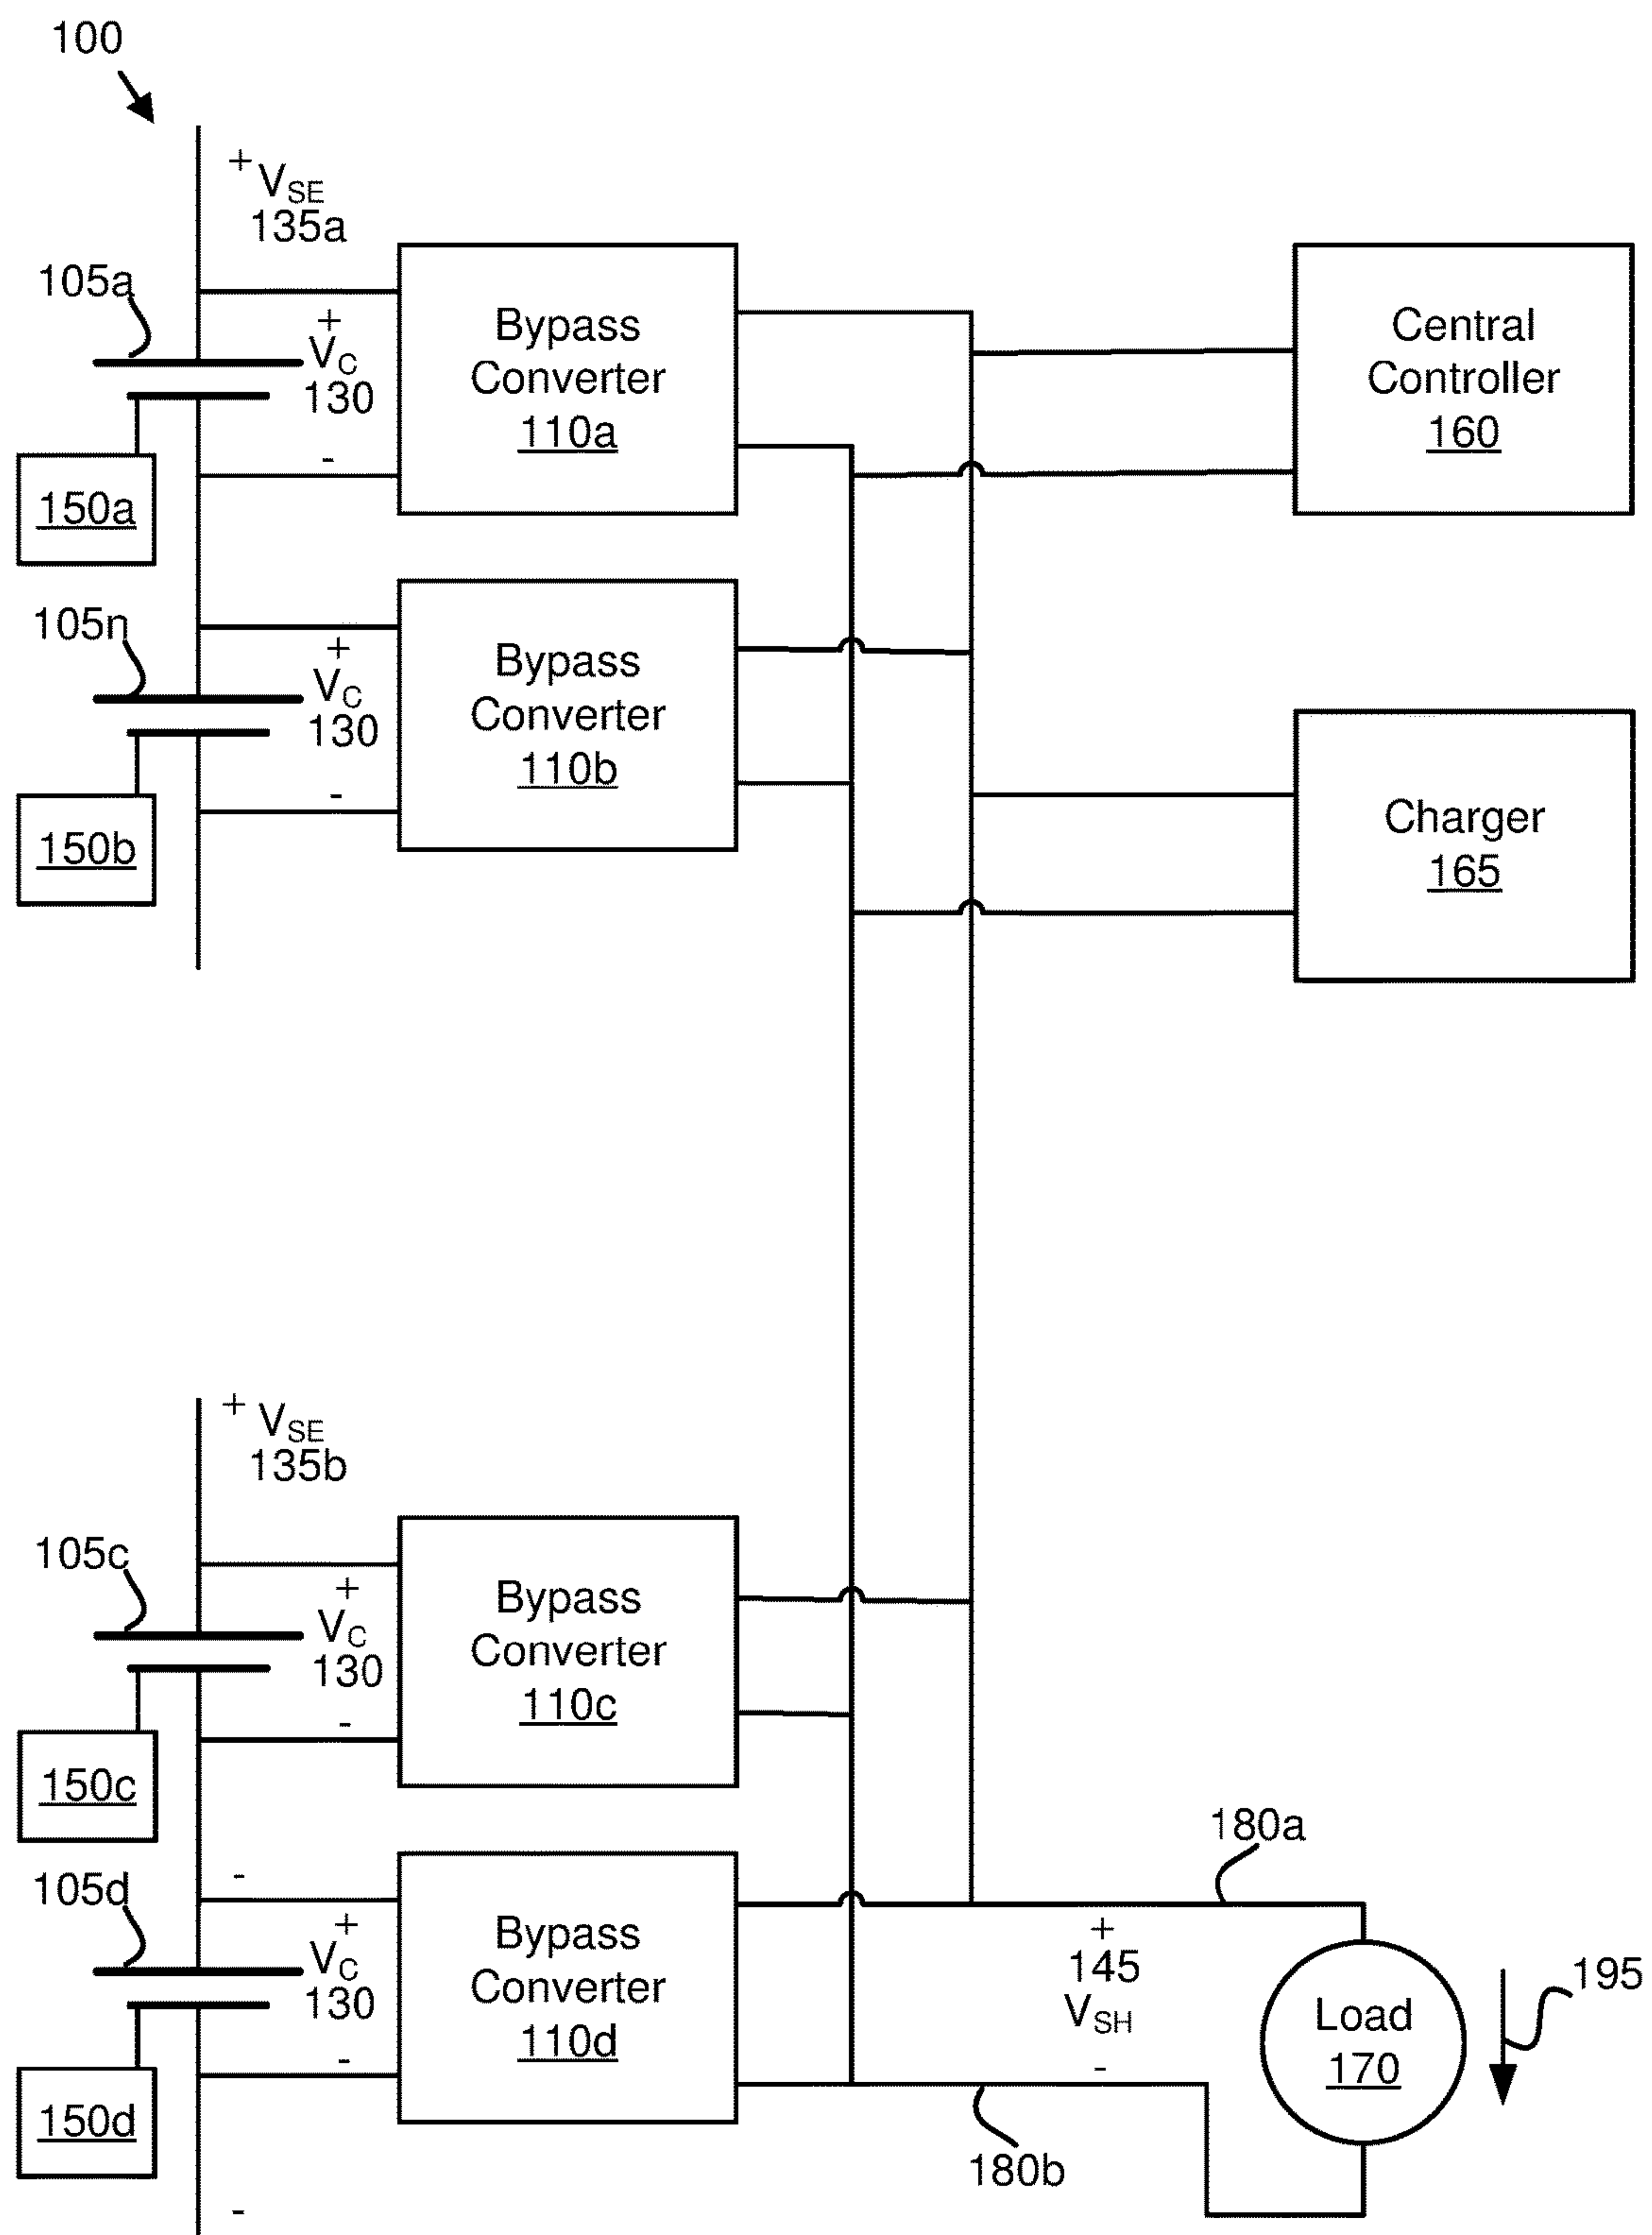 100
+ VSE
135a
105a
+
VC
130
-
Bypass
Converter
110a
Central
Controller
160
150a
105n
+
VC
130
-
Bypass
Converter
110b
150b
Charger
165
+ VSE
135b
105c
+
VC
130
-
Bypass
Converter
110c
150c
-
105d
+
VC
130
-
Bypass
Converter
110d
150d
-
180a
+
145
VSH
-
180b
Load
170
195